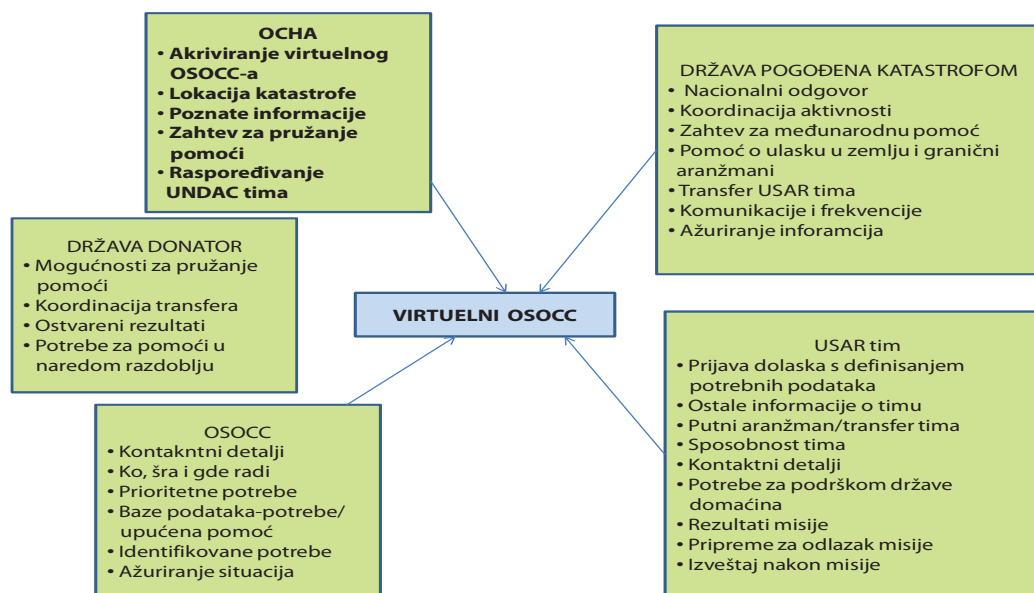 OCHA
• Akriviranje virtuelnog
OSOCC-a
• Lokacija katastrofe
• Poznate informacije
• Zahtev za pružanje
pomoći
• Raspoređivanje
UNDAC tima
DRŽAVA POGOĐENA KATASTROFOM
• Nacionalni odgovor
• Koordinacija aktivnosti
• Zahtev za međunarodnu pomoć
• Pomoć o ulasku u zemlju i granični
aranžmani
• Transfer USAR tima
• Komunikacije i frekvencije
• Ažuriranje inforamcija
DRŽAVA DONATOR
• Mogućnosti za pružanje
pomoći
• Koordinacija transfera
• Ostvareni rezultati
• Potrebe za pomoći u
naredom razdoblju
VIRTUELNI OSOCC
OSOCC
• Kontakntni detalji
• Ko, šra i gde radi
• Prioritetne potrebe
• Baze podataka-potrebe/
upućena pomoć
• Identifikovane potrebe
• Ažuriranje situacija
USAR tim
• Prijava dolaska s definisanjem
potrebnih podataka
• Ostale informacije o timu
• Putni aranžman/transfer tima
• Sposobnost tima
• Kontaktni detalji
• Potrebe za podrškom države
domaćina
• Rezultati misije
• Pripreme za odlazak misije
• Izveštaj nakon misije